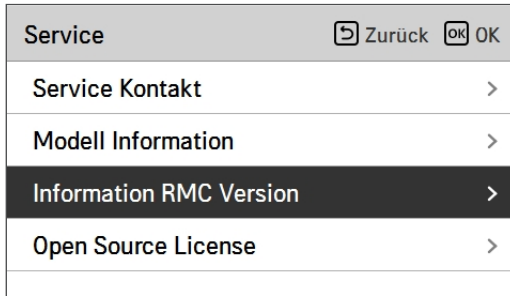 Service Zurück OK OK
Service Kontakt >
Modell Information >
Information RMC Version >
Open Source License >